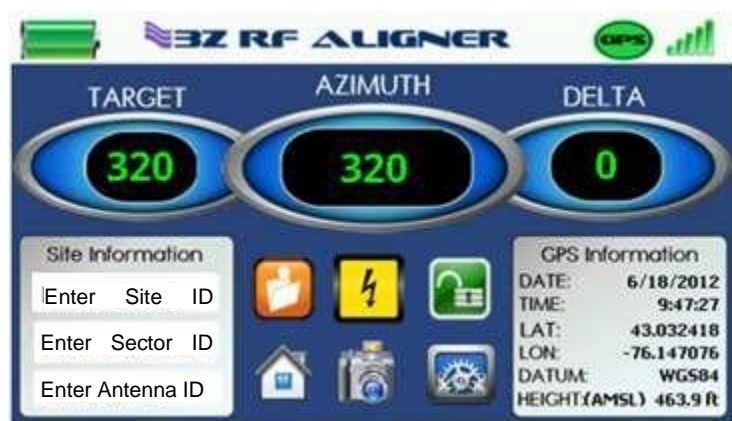 3Z RF ALIGNER
GPS
TARGET
AZIMUTH
DELTA
320
320
0
Site Information
Enter Site ID
Enter Sector ID
Enter Antenna ID
GPS Information
DATE: 6/18/2012
TIME: 9:47:27
LAT: 43.032418
LON: -76.147076
DATUM: WGS84
HEIGHT:(AMSL) 463.9 ft